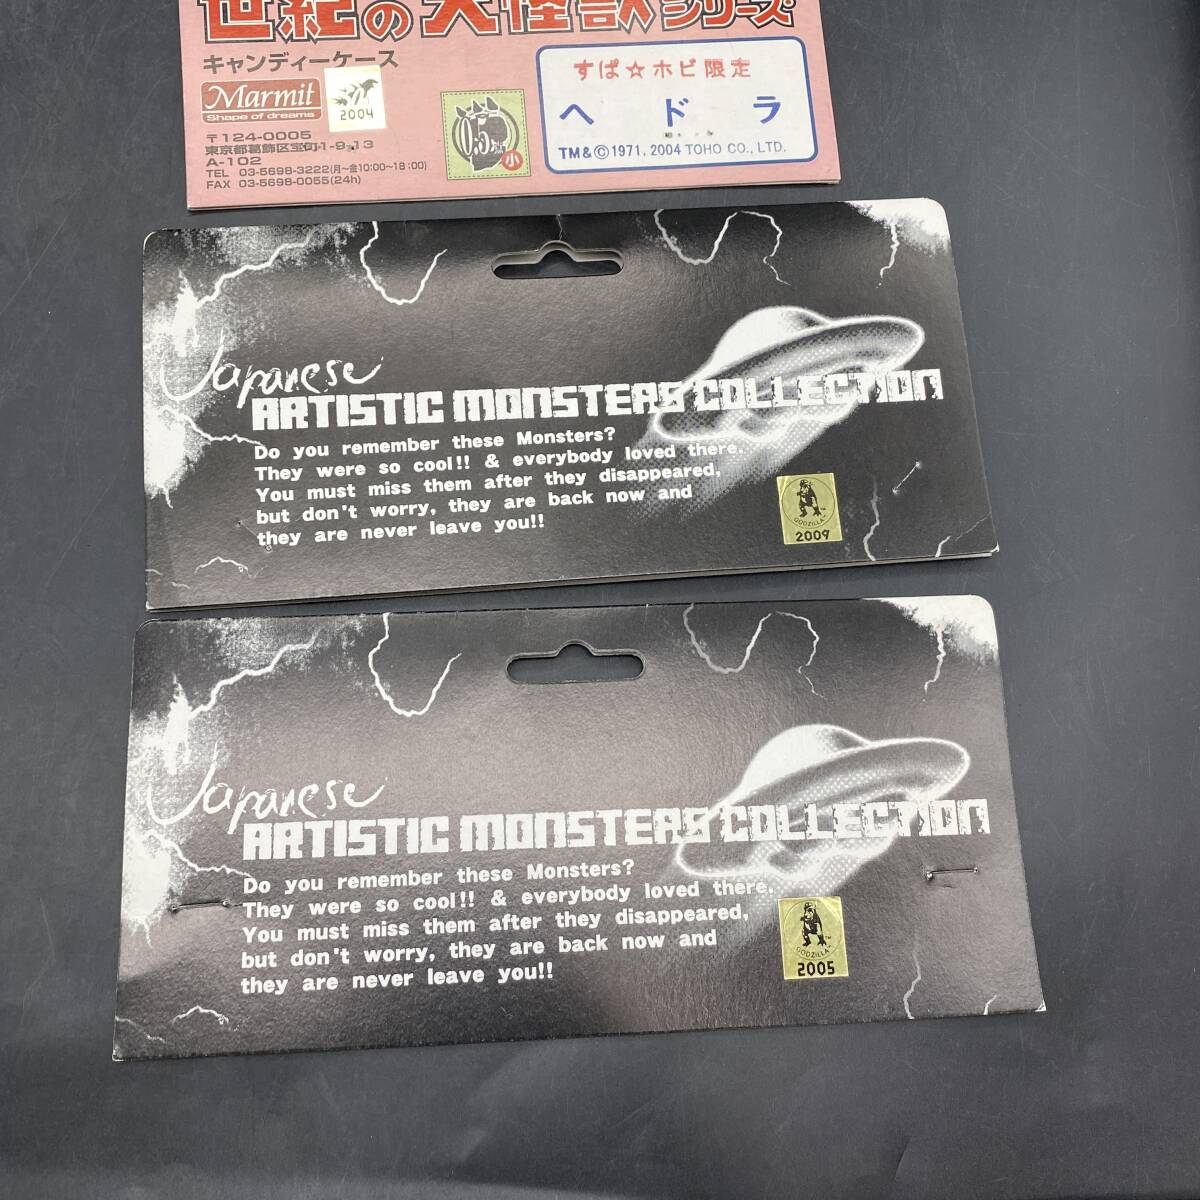 世紀の大怪獣シリーズ
キャンディーケース
Marmit
Shape of dreams
2004
〒124-0005
東京都葛飾区宝町1-9-13
A-102
TEL 03-5698-3222(月〜金10:00〜18:00)
FAX 03-5698-0055(24h)
0.5
小
すぱ☆ホビ限定
ヘドラ
TM&©1971, 2004 TOHO CO., LTD.
Japanese
ARTISTIC MONSTERS COLLECTION
Do you remember these Monsters?
They were so cool!! & everybody loved there.
You must miss them after they disappeared,
but don't worry, they are back now and
they are never leave you!!
GODZILLA™
2009
Japanese
ARTISTIC MONSTERS COLLECTION
Do you remember these Monsters?
They were so cool!! & everybody loved there.
You must miss them after they disappeared,
but don't worry, they are back now and
they are never leave you!!
GODZILLA™
2005